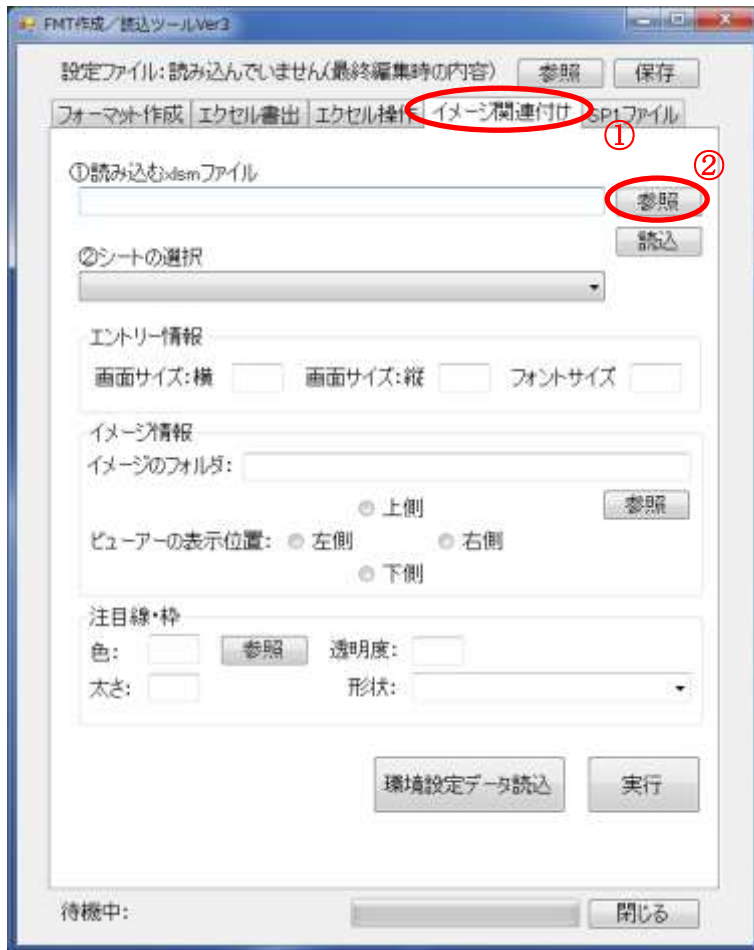 FMT作成／読込ツールVer3
設定ファイル：読み込んでいません（最終編集時の内容） 参照 保存
フォーマット作成 エクセル書出 エクセル操作 イメージ関連付け SP1ファイル
①
①読み込むxlsmファイル
②
参照
読込
②シートの選択
エントリー情報
画面サイズ：横 画面サイズ：縦 フォントサイズ
イメージ情報
イメージのフォルダ：
上側 参照
ビューアーの表示位置： 左側 右側
下側
注目線・枠
色： 参照 透明度：
太さ： 形状：
環境設定データ読込 実行
待機中： 閉じる